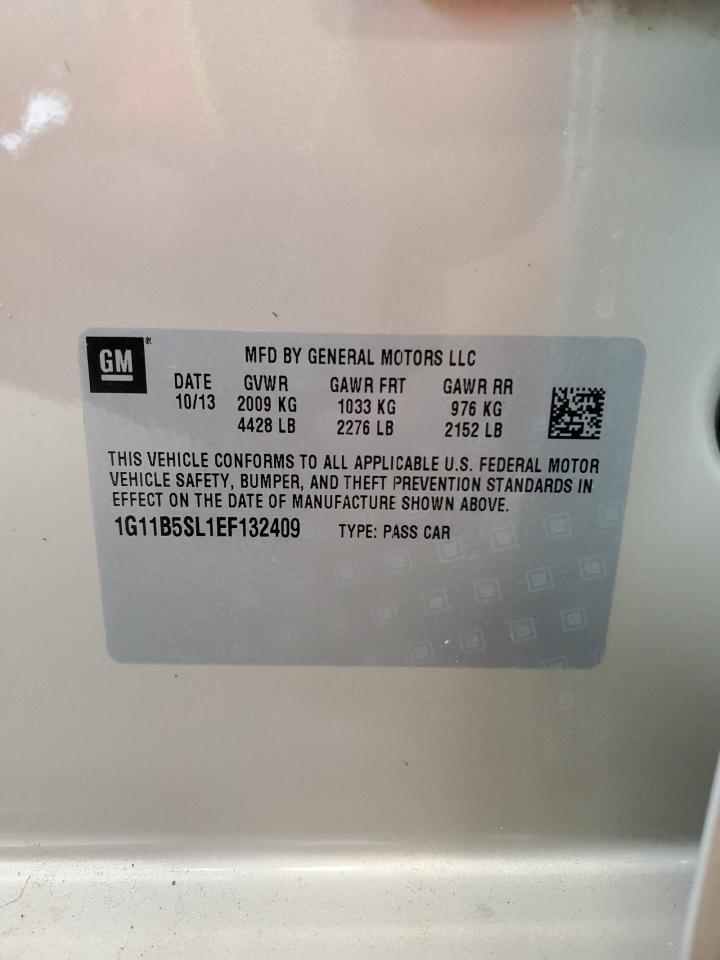 GM®
MFD BY GENERAL MOTORS LLC
DATE GVWR GAWR FRT GAWR RR
10/13 2009 KG 1033 KG 976 KG
4428 LB 2276 LB 2152 LB
THIS VEHICLE CONFORMS TO ALL APPLICABLE U.S. FEDERAL MOTOR
VEHICLE SAFETY, BUMPER, AND THEFT PREVENTION STANDARDS IN
EFFECT ON THE DATE OF MANUFACTURE SHOWN ABOVE.
1G11B5SL1EF132409 TYPE: PASS CAR